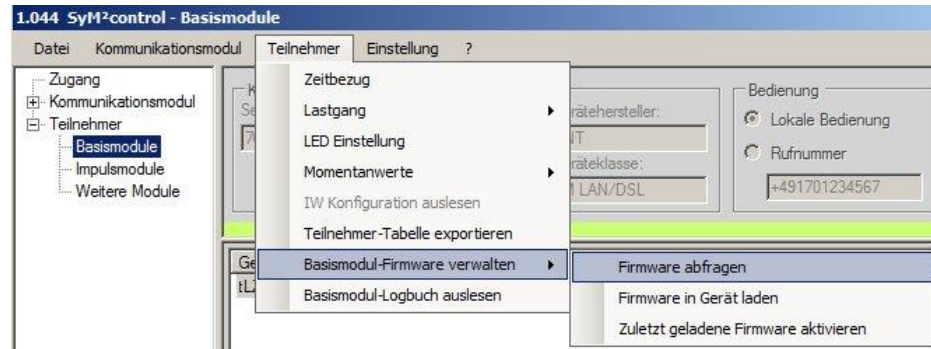 1.044 SyM²control - Basismodule
Datei Kommunikationsmodul Teilnehmer Einstellung ?
Zugang
Kommunikationsmodul
Teilnehmer
Basismodule
Impulsmodule
Weitere Module
Zeitbezug
Lastgang
LED Einstellung
Momentanwerte
IW Konfiguration auslesen
Teilnehmer-Tabelle exportieren
Basismodul-Firmware verwalten
Basismodul-Logbuch auslesen
Firmware abfragen
Firmware in Gerät laden
Zuletzt geladene Firmware aktivieren
rätehersteller:
räteklasse:
LAN/DSL
Bedienung
Lokale Bedienung
Rufnummer
+491701234567